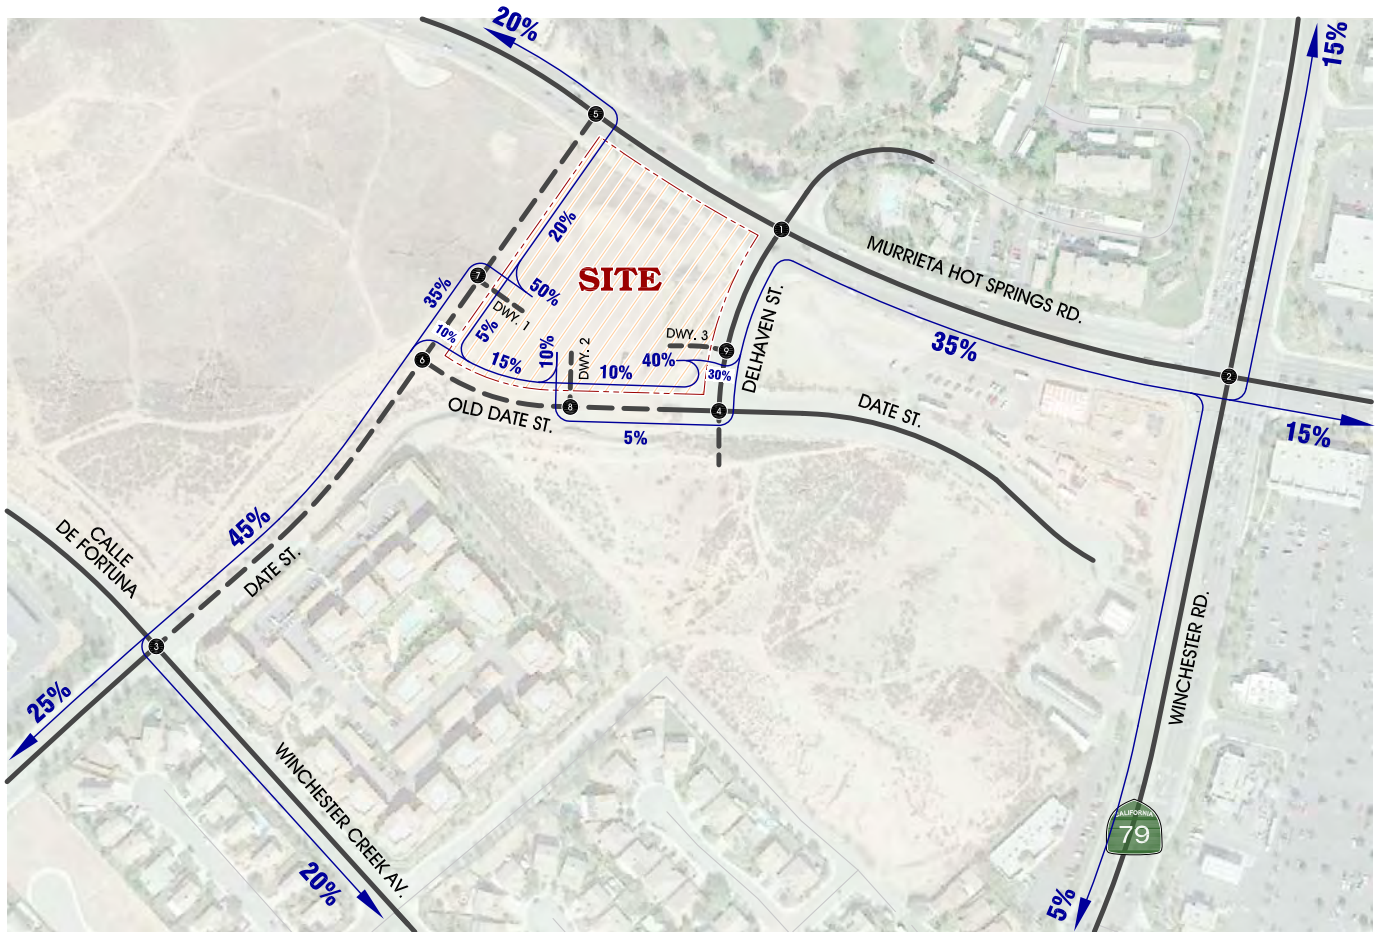 20%
15%
5
20%
1
MURRIETA HOT SPRINGS RD.
SITE
7
35%
50%
DWY. 1
5%
10%
DELHAVEN ST.
DWY. 3
9
35%
DWY. 2
10%
40%
6
15%
10%
30%
2
OLD DATE ST.
8
4
DATE ST.
15%
5%
45%
CALLE
DE FORTUNA
DATE ST.
3
WINCHESTER RD.
25%
WINCHESTER CREEK AV.
CALIFORNIA
79
20%
5%